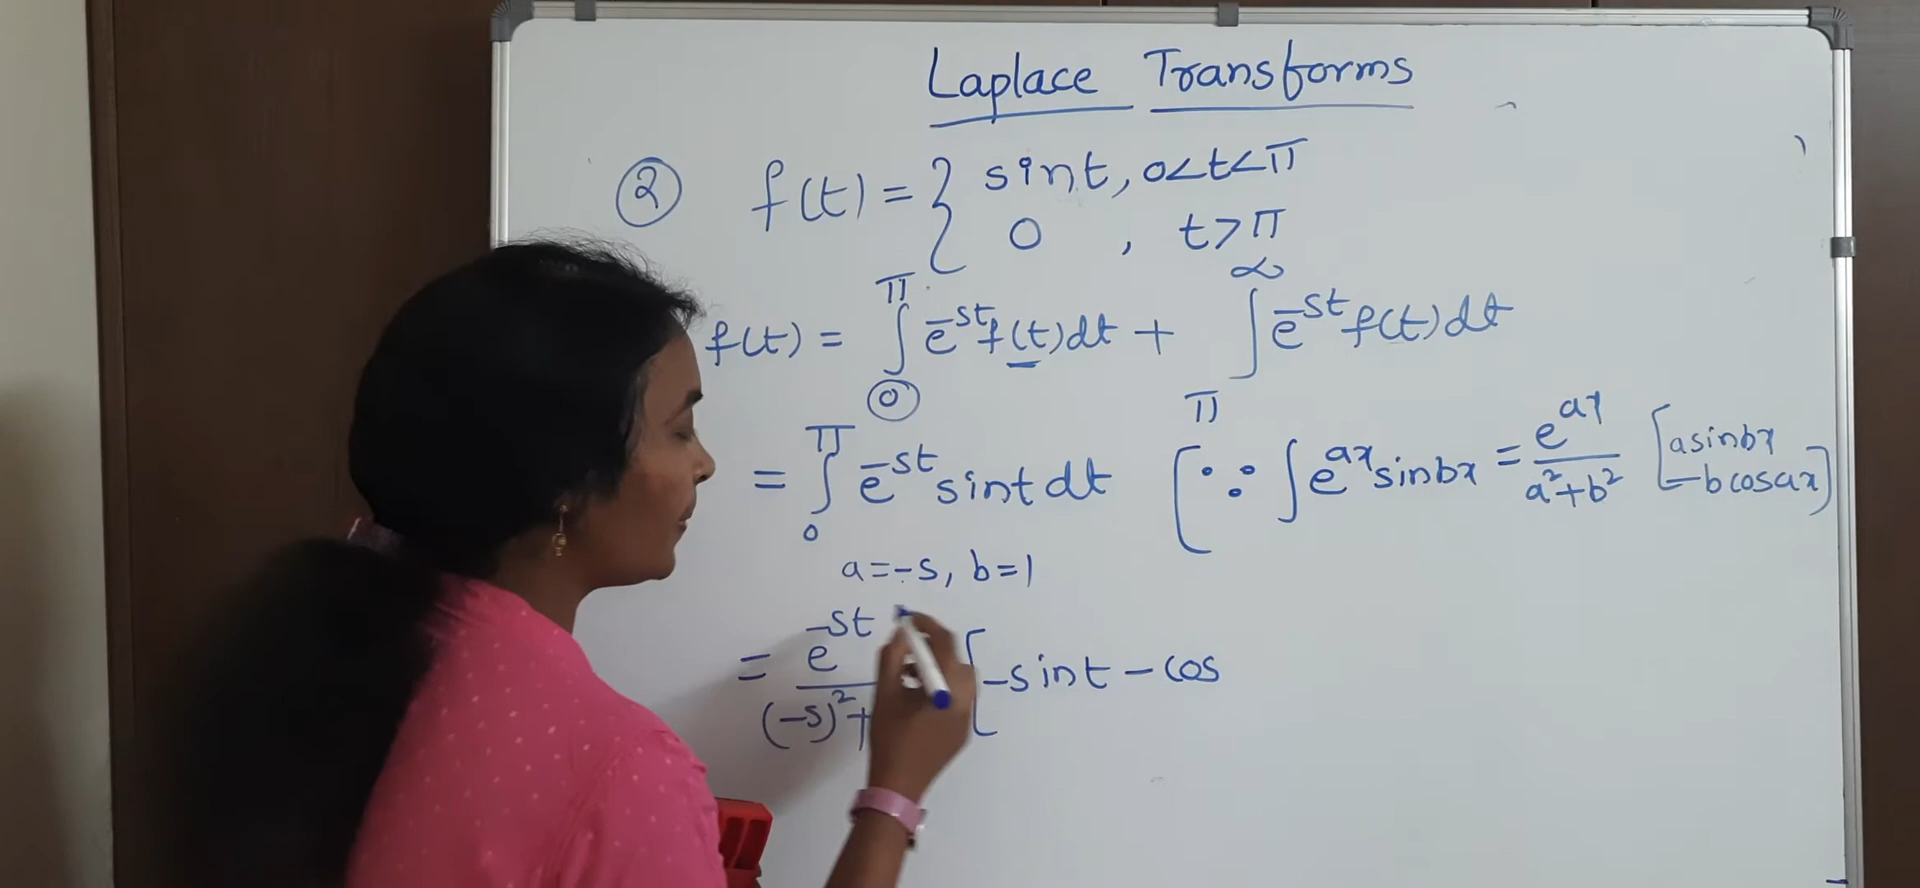 Laplace Transforms
② f(t) = { sint, 0<t<π
0 , t>π
f(t) = ∫₀^π e^-st f(t)dt + ∫_π^∞ e^-st f(t)dt
= ∫₀^π e^-st sint dt [∵ ∫e^ax sinbx = e^ax/(a²+b²) [asinbx
-bcosax]
a=-s, b=1
= e^-st/((-s)²+ [-sint - cos